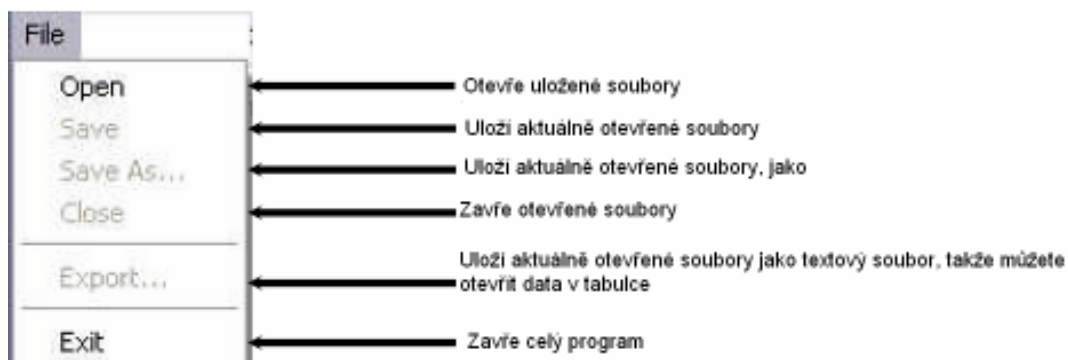 File
Open
Otevře uložené soubory
Save
Uloží aktuálně otevřené soubory
Save As...
Uloží aktuálně otevřené soubory, jako
Close
Zavře otevřené soubory
Export...
Uloží aktuálně otevřené soubory jako textový soubor, takže můžete
otevřít data v tabulce
Exit
Zavře celý program